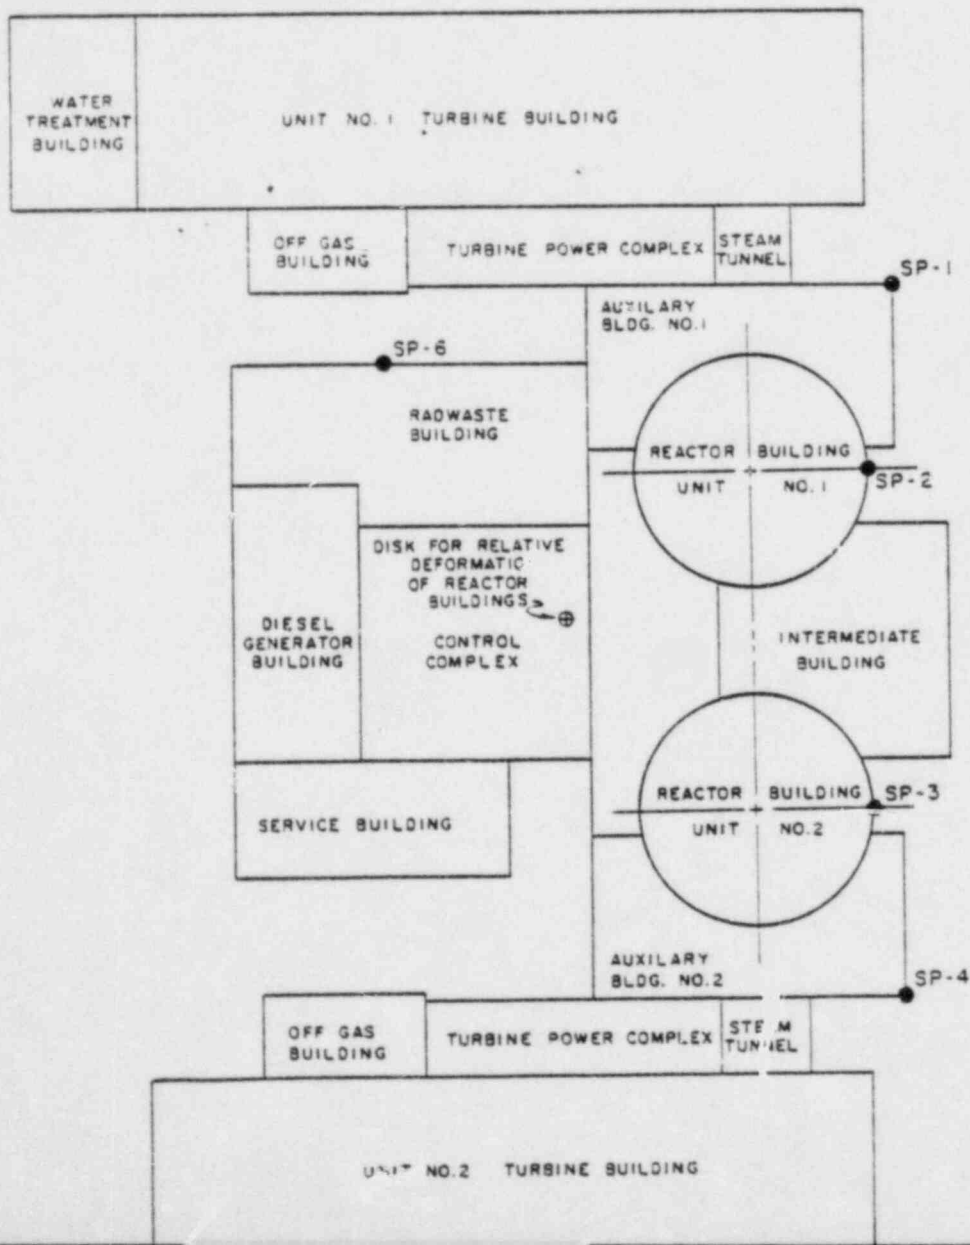 WATER
TREATMENT
BUILDING
UNIT NO. 1 TURBINE BUILDING
OFF GAS
BUILDING
TURBINE POWER COMPLEX
STEAM
TUNNEL
SP-1
AUXILARY
BLDG. NO.1
SP-6
RADWASTE
BUILDING
REACTOR BUILDING
UNIT NO.1
SP-2
DISK FOR RELATIVE
DEFORMATIC
OF REACTOR
BUILDINGS
DIESEL
GENERATOR
BUILDING
CONTROL
COMPLEX
INTERMEDIATE
BUILDING
REACTOR BUILDING
UNIT NO.2
SP-3
SERVICE BUILDING
AUXILARY
BLDG. NO.2
SP-4
OFF GAS
BUILDING
TURBINE POWER COMPLEX
STEAM
TUNNEL
UNIT NO.2 TURBINE BUILDING